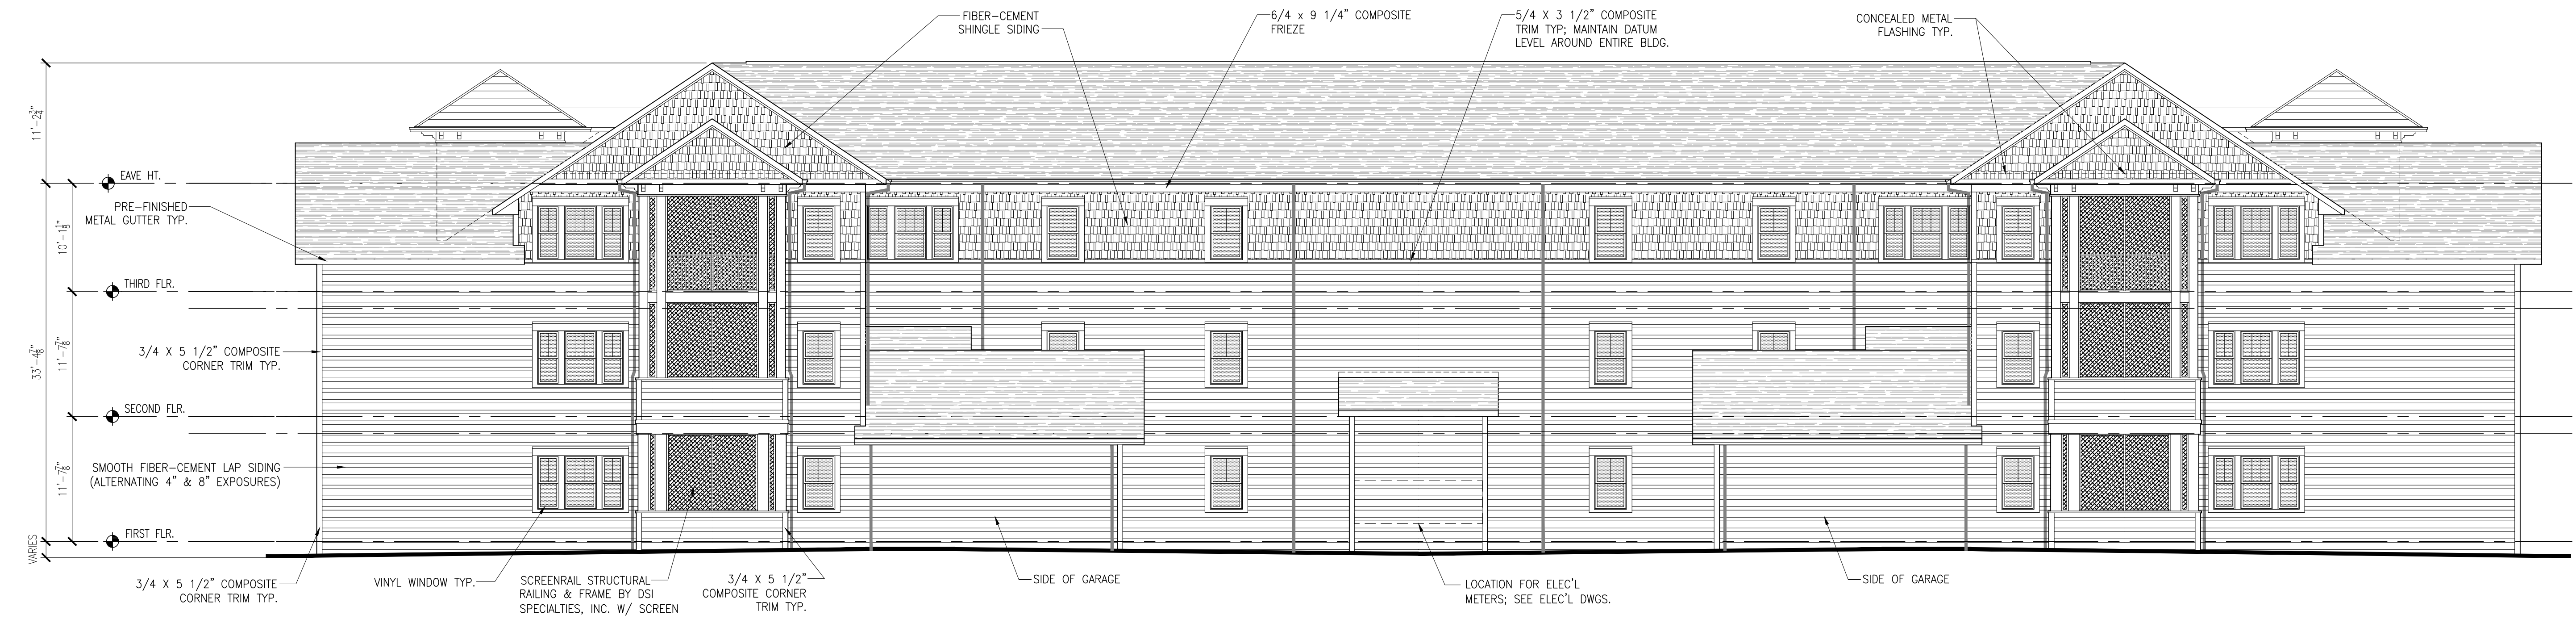 FIBER-CEMENT
SHINGLE SIDING
6/4 x 9 1/4" COMPOSITE
FRIEZE
5/4 X 3 1/2" COMPOSITE
TRIM TYP; MAINTAIN DATUM
LEVEL AROUND ENTIRE BLDG.
CONCEALED METAL
FLASHING TYP.
11'-2 3/4"
EAVE HT.
PRE-FINISHED
METAL GUTTER TYP.
10'-1 1/8"
THIRD FLR.
3/4 X 5 1/2" COMPOSITE
CORNER TRIM TYP.
33'-4 7/8"
11'-7 7/8"
SECOND FLR.
SMOOTH FIBER-CEMENT LAP SIDING
(ALTERNATING 4" & 8" EXPOSURES)
11'-7 7/8"
FIRST FLR.
VARIES
3/4 X 5 1/2" COMPOSITE
CORNER TRIM TYP.
VINYL WINDOW TYP.
SCREENRAIL STRUCTURAL
RAILING & FRAME BY DSI
SPECIALTIES, INC. W/ SCREEN
3/4 X 5 1/2"
COMPOSITE CORNER
TRIM TYP.
SIDE OF GARAGE
LOCATION FOR ELEC'L
METERS; SEE ELEC'L DWGS.
SIDE OF GARAGE